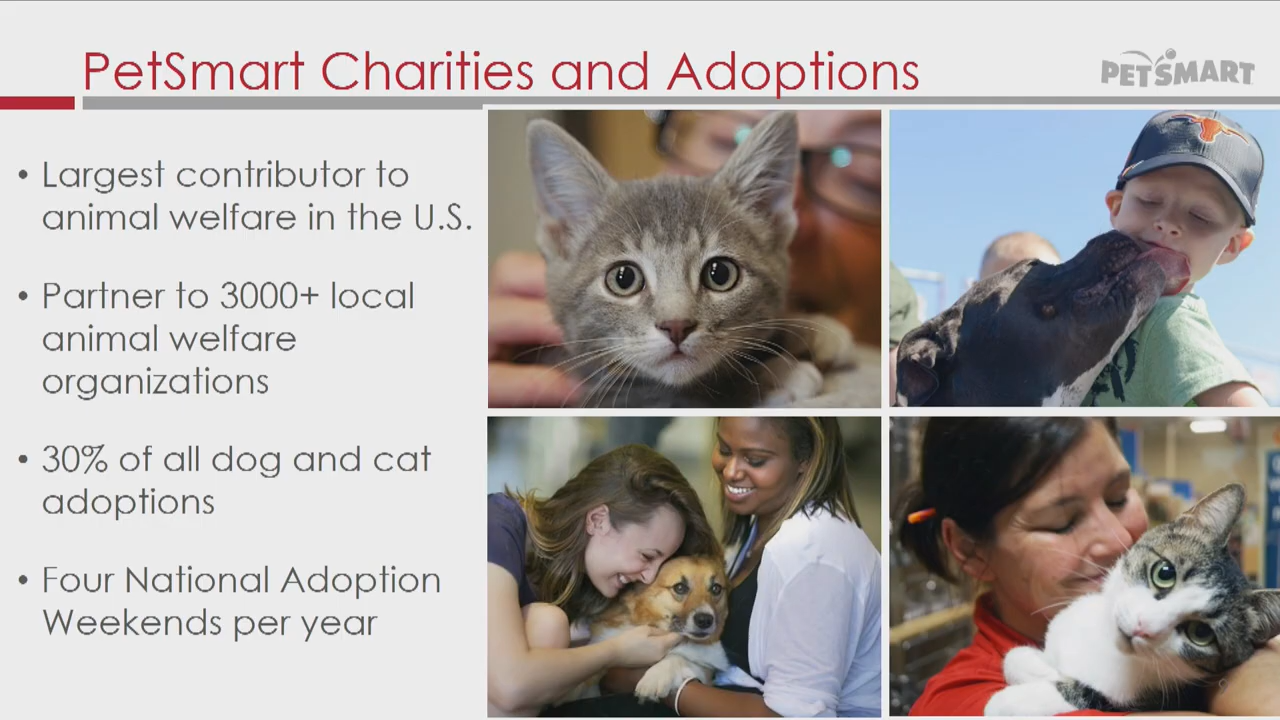 PetSmart Charities and Adoptions
PETSMART
• Largest contributor to
animal welfare in the U.S.
• Partner to 3000+ local
animal welfare
organizations
• 30% of all dog and cat
adoptions
• Four National Adoption
Weekends per year